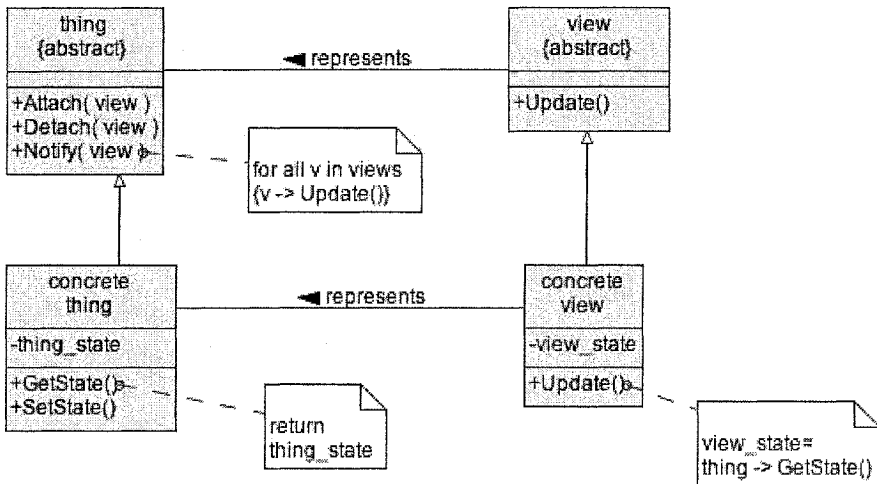 thing
{abstract}
+Attach( view )
+Detach( view )
+Notify( view )
represents
view
{abstract}
+Update()
for all v in views
{v -> Update()}
concrete
thing
-thing_state
+GetState()
+SetState()
represents
concrete
view
-view_state
+Update()
return
thing_state
view_state=
thing -> GetState()